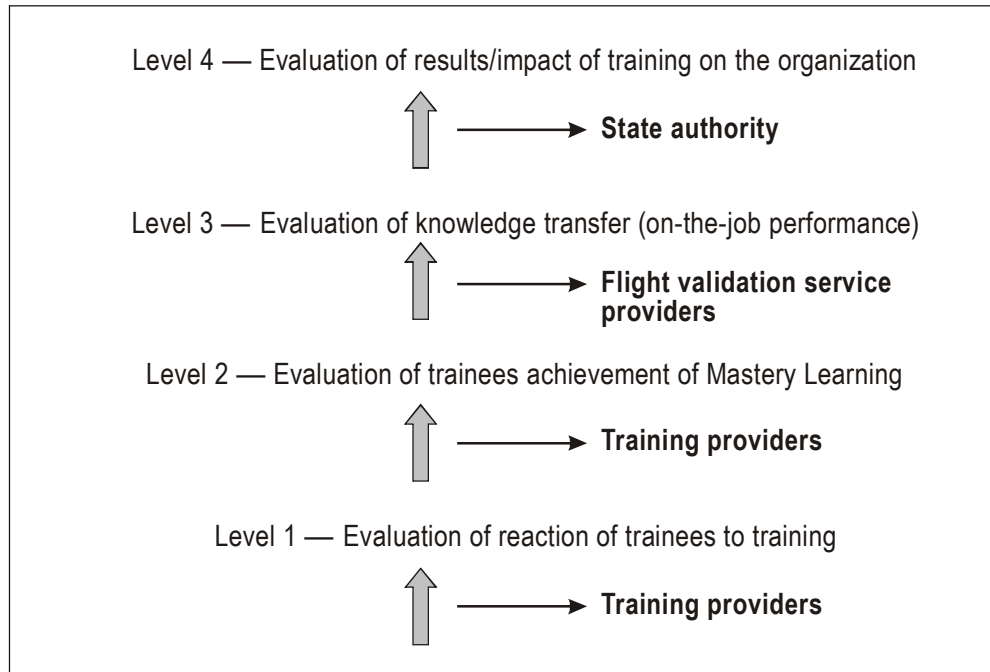 Level 4 — Evaluation of results/impact of training on the organization
State authority
Level 3 — Evaluation of knowledge transfer (on-the-job performance)
Flight validation service
providers
Level 2 — Evaluation of trainees achievement of Mastery Learning
Training providers
Level 1 — Evaluation of reaction of trainees to training
Training providers